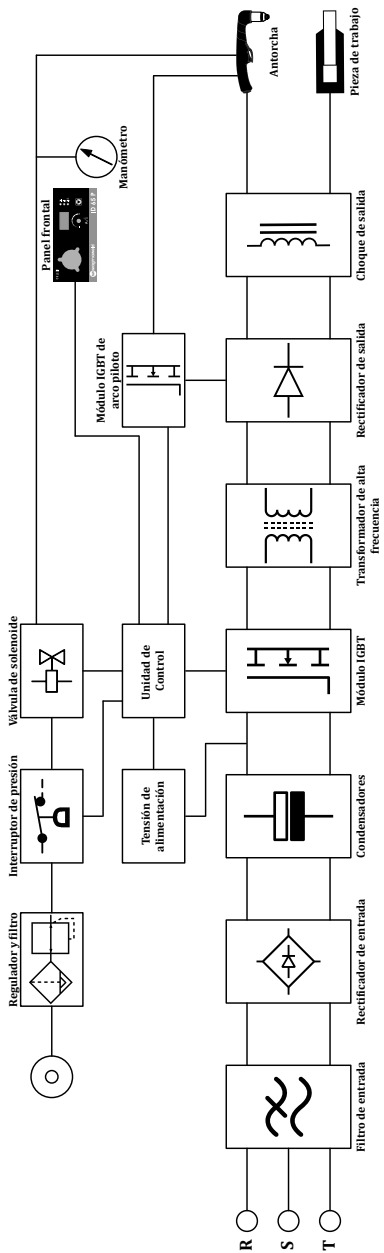 Regulador y filtro
Interruptor de presión
Válvula de solenoide
Panel frontal
Manómetro
Tensión de
alimentación
Unidad de
Control
Módulo IGBT de
arco piloto
Antorcha
Pieza de trabajo
R
S
T
Filtro de entrada
Rectificador de entrada
Condensadores
Módulo IGBT
Transformador de alta
frecuencia
Rectificador de salida
Choque de salida